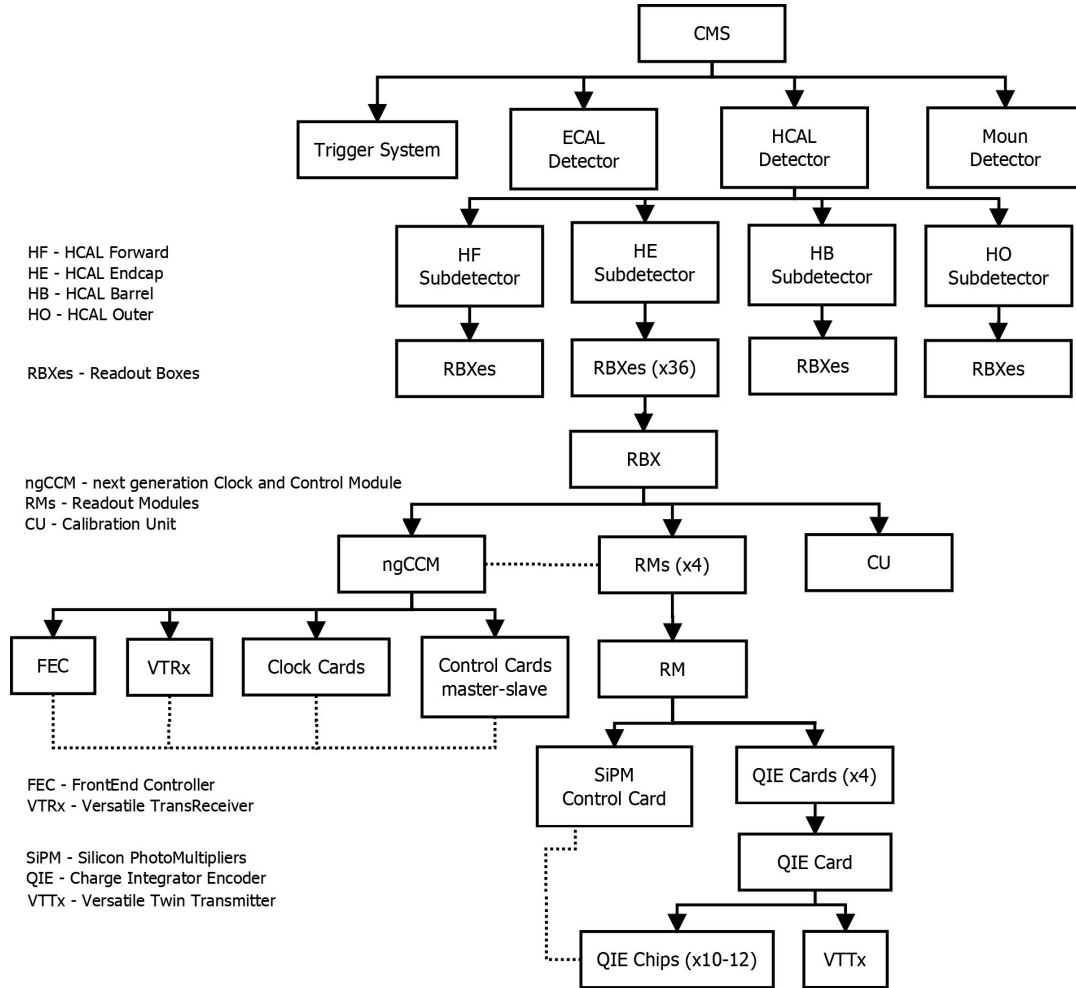 CMS
Trigger System
ECAL
Detector
HCAL
Detector
Moun
Detector
HF - HCAL Forward
HE - HCAL Endcap
HB - HCAL Barrel
HO - HCAL Outer
HF
Subdetector
HE
Subdetector
HB
Subdetector
HO
Subdetector
RBXes - Readout Boxes
RBXes
RBXes (x36)
RBXes
RBXes
RBX
ngCCM - next generation Clock and Control Module
RMs - Readout Modules
CU - Calibration Unit
ngCCM
RMs (x4)
CU
FEC
VTRx
Clock Cards
Control Cards
master-slave
RM
FEC - FrontEnd Controller
VTRx - Versatile TransReceiver
SiPM
Control Card
QIE Cards (x4)
SiPM - Silicon PhotoMultipliers
QIE - Charge Integrator Encoder
VTTx - Versatile Twin Transmitter
QIE Card
QIE Chips (x10-12)
VTTx